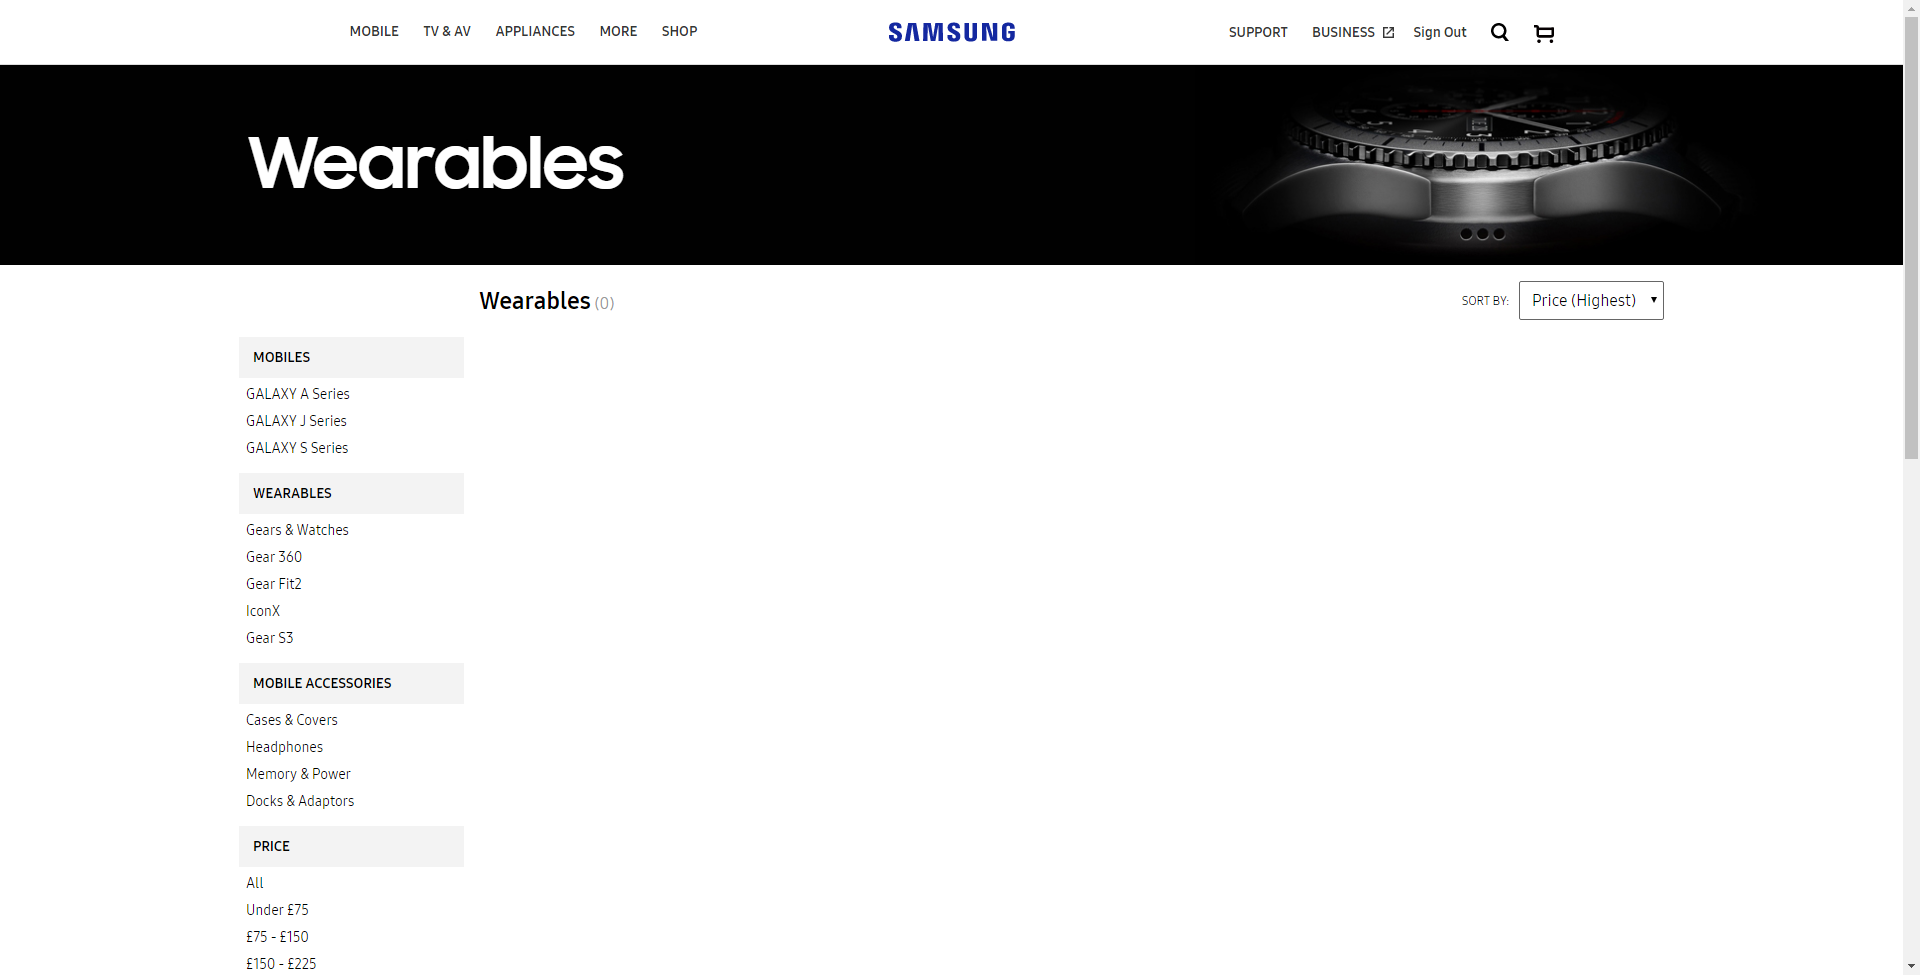 MOBILE TV & AV APPLIANCES MORE SHOP SAMSUNG SUPPORT BUSINESS Sign Out
Wearables
Wearables (0) SORT BY: Price (Highest)
MOBILES
GALAXY A Series
GALAXY J Series
GALAXY S Series
WEARABLES
Gears & Watches
Gear 360
Gear Fit2
IconX
Gear S3
MOBILE ACCESSORIES
Cases & Covers
Headphones
Memory & Power
Docks & Adaptors
PRICE
All
Under £75
£75 - £150
£150 - £225